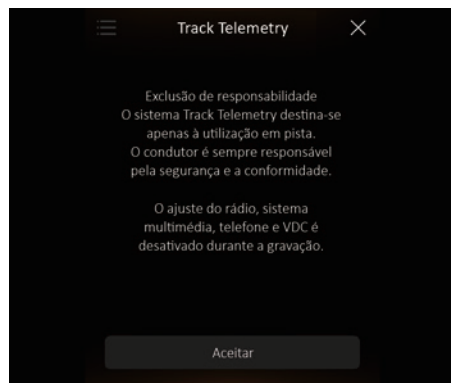 Track Telemetry
Exclusão de responsabilidade
O sistema Track Telemetry destina-se
apenas à utilização em pista.
O condutor é sempre responsável
pela segurança e a conformidade.
O ajuste do rádio, sistema
multimédia, telefone e VDC é
desativado durante a gravação.
Aceitar